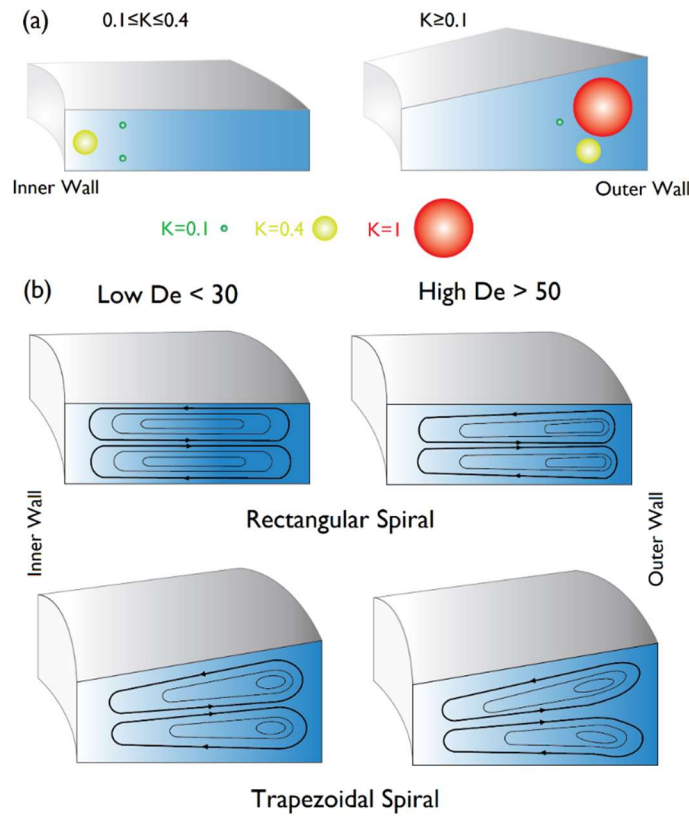 (a)
0.1≤K≤0.4
K≥0.1
Inner Wall
Outer Wall
K=0.1
K=0.4
K=1
(b)
Low De < 30
High De > 50
Inner Wall
Outer Wall
Rectangular Spiral
Trapezoidal Spiral